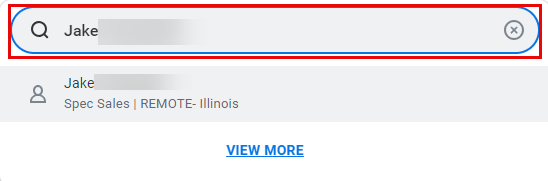 Jake
Jake
Spec Sales | REMOTE- Illinois
VIEW MORE